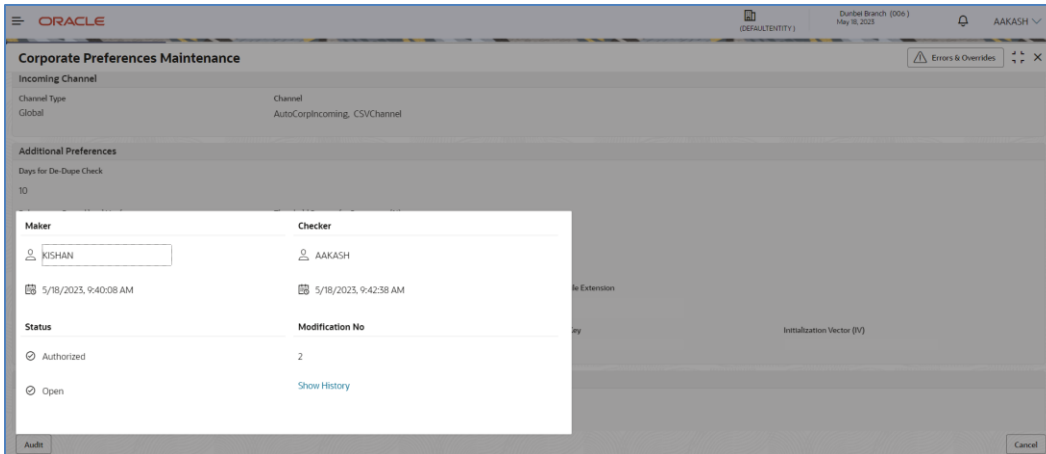 ORACLE
(DEFAULTENTITY)
Dunbei Branch (006 )
May 18, 2023
AAKASH
Corporate Preferences Maintenance
Errors & Overrides
Incoming Channel
Channel Type
Channel
Global
AutoCorpIncoming, CSVChannel
Additional Preferences
Days for De-Dupe Check
10
Maker
Checker
KISHAN
AAKASH
5/18/2023, 9:40:08 AM
5/18/2023, 9:42:38 AM
Extension
Status
Modification No
Initialization Vector (IV)
Authorized
2
Open
Show History
Audit
Cancel